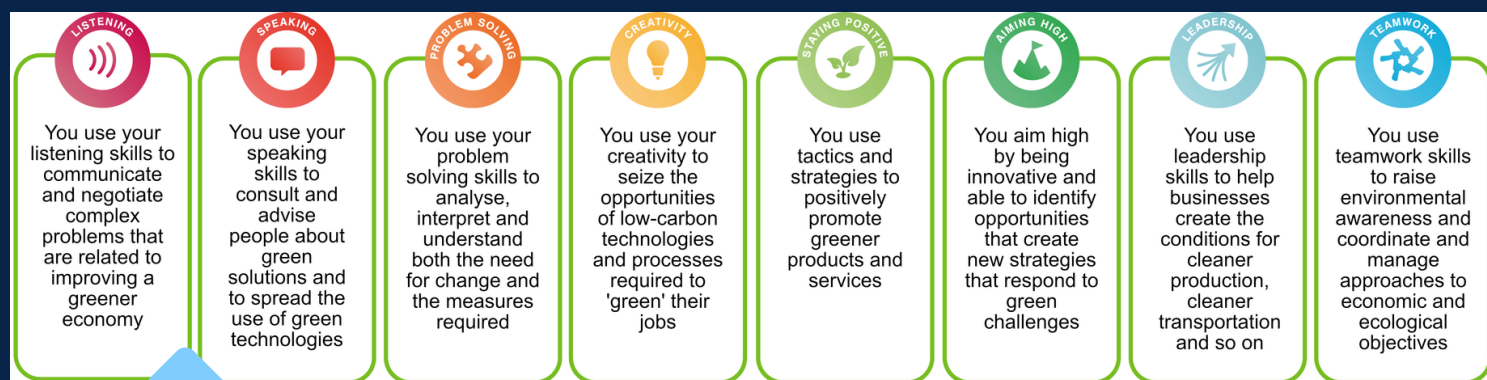 LISTENING
You use your
listening skills to
communicate
and negotiate
complex
problems that
are related to
improving a
greener
economy
SPEAKING
You use your
speaking
skills to
consult and
advise
people about
green
solutions and
to spread the
use of green
technologies
PROBLEM SOLVING
You use your
problem
solving skills to
analyse,
interpret and
understand
both the need
for change and
the measures
required
CREATIVITY
You use your
creativity to
seize the
opportunities
of low-carbon
technologies
and processes
required to
'green' their
jobs
STAYING POSITIVE
You use
tactics and
strategies to
positively
promote
greener
products and
services
AIMING HIGH
You aim high
by being
innovative and
able to identify
opportunities
that create
new strategies
that respond to
green
challenges
LEADERSHIP
You use
leadership
skills to help
businesses
create the
conditions for
cleaner
production,
cleaner
transportation
and so on
TEAMWORK
You use
teamwork skills
to raise
environmental
awareness and
coordinate and
manage
approaches to
economic and
ecological
objectives